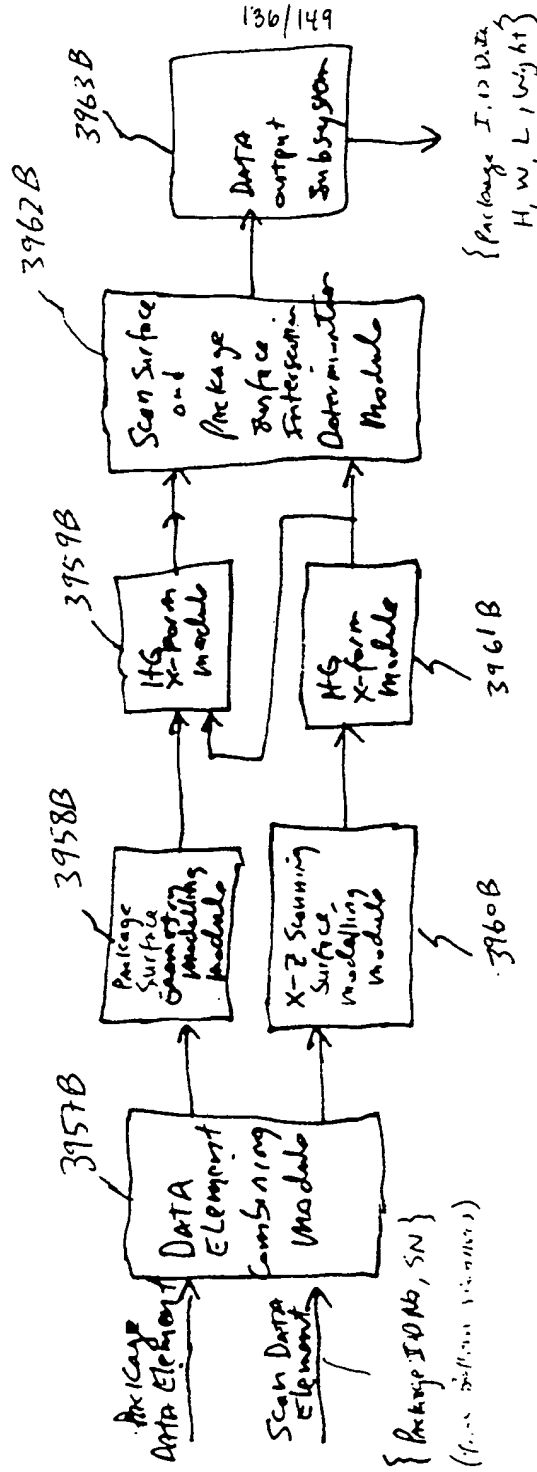 136/149
Package
Data Element
Scan Data
Element
{ Package ID No, SN }
3957B
DATA
Element
Combining
Module
3958B
Package
Surface
Geometry
Modelling
Module
3960B
X-Z Scanning
Surface
Modelling
Module
3959B
HG
X-Form
Module
3961B
HG
X-form
Module
3962B
Scan Surface
and
Package
Surface
Intersection
Determination
Module
3963B
DATA
output
Subsystem
{ Package I.D Data
H, W, L, Wght }